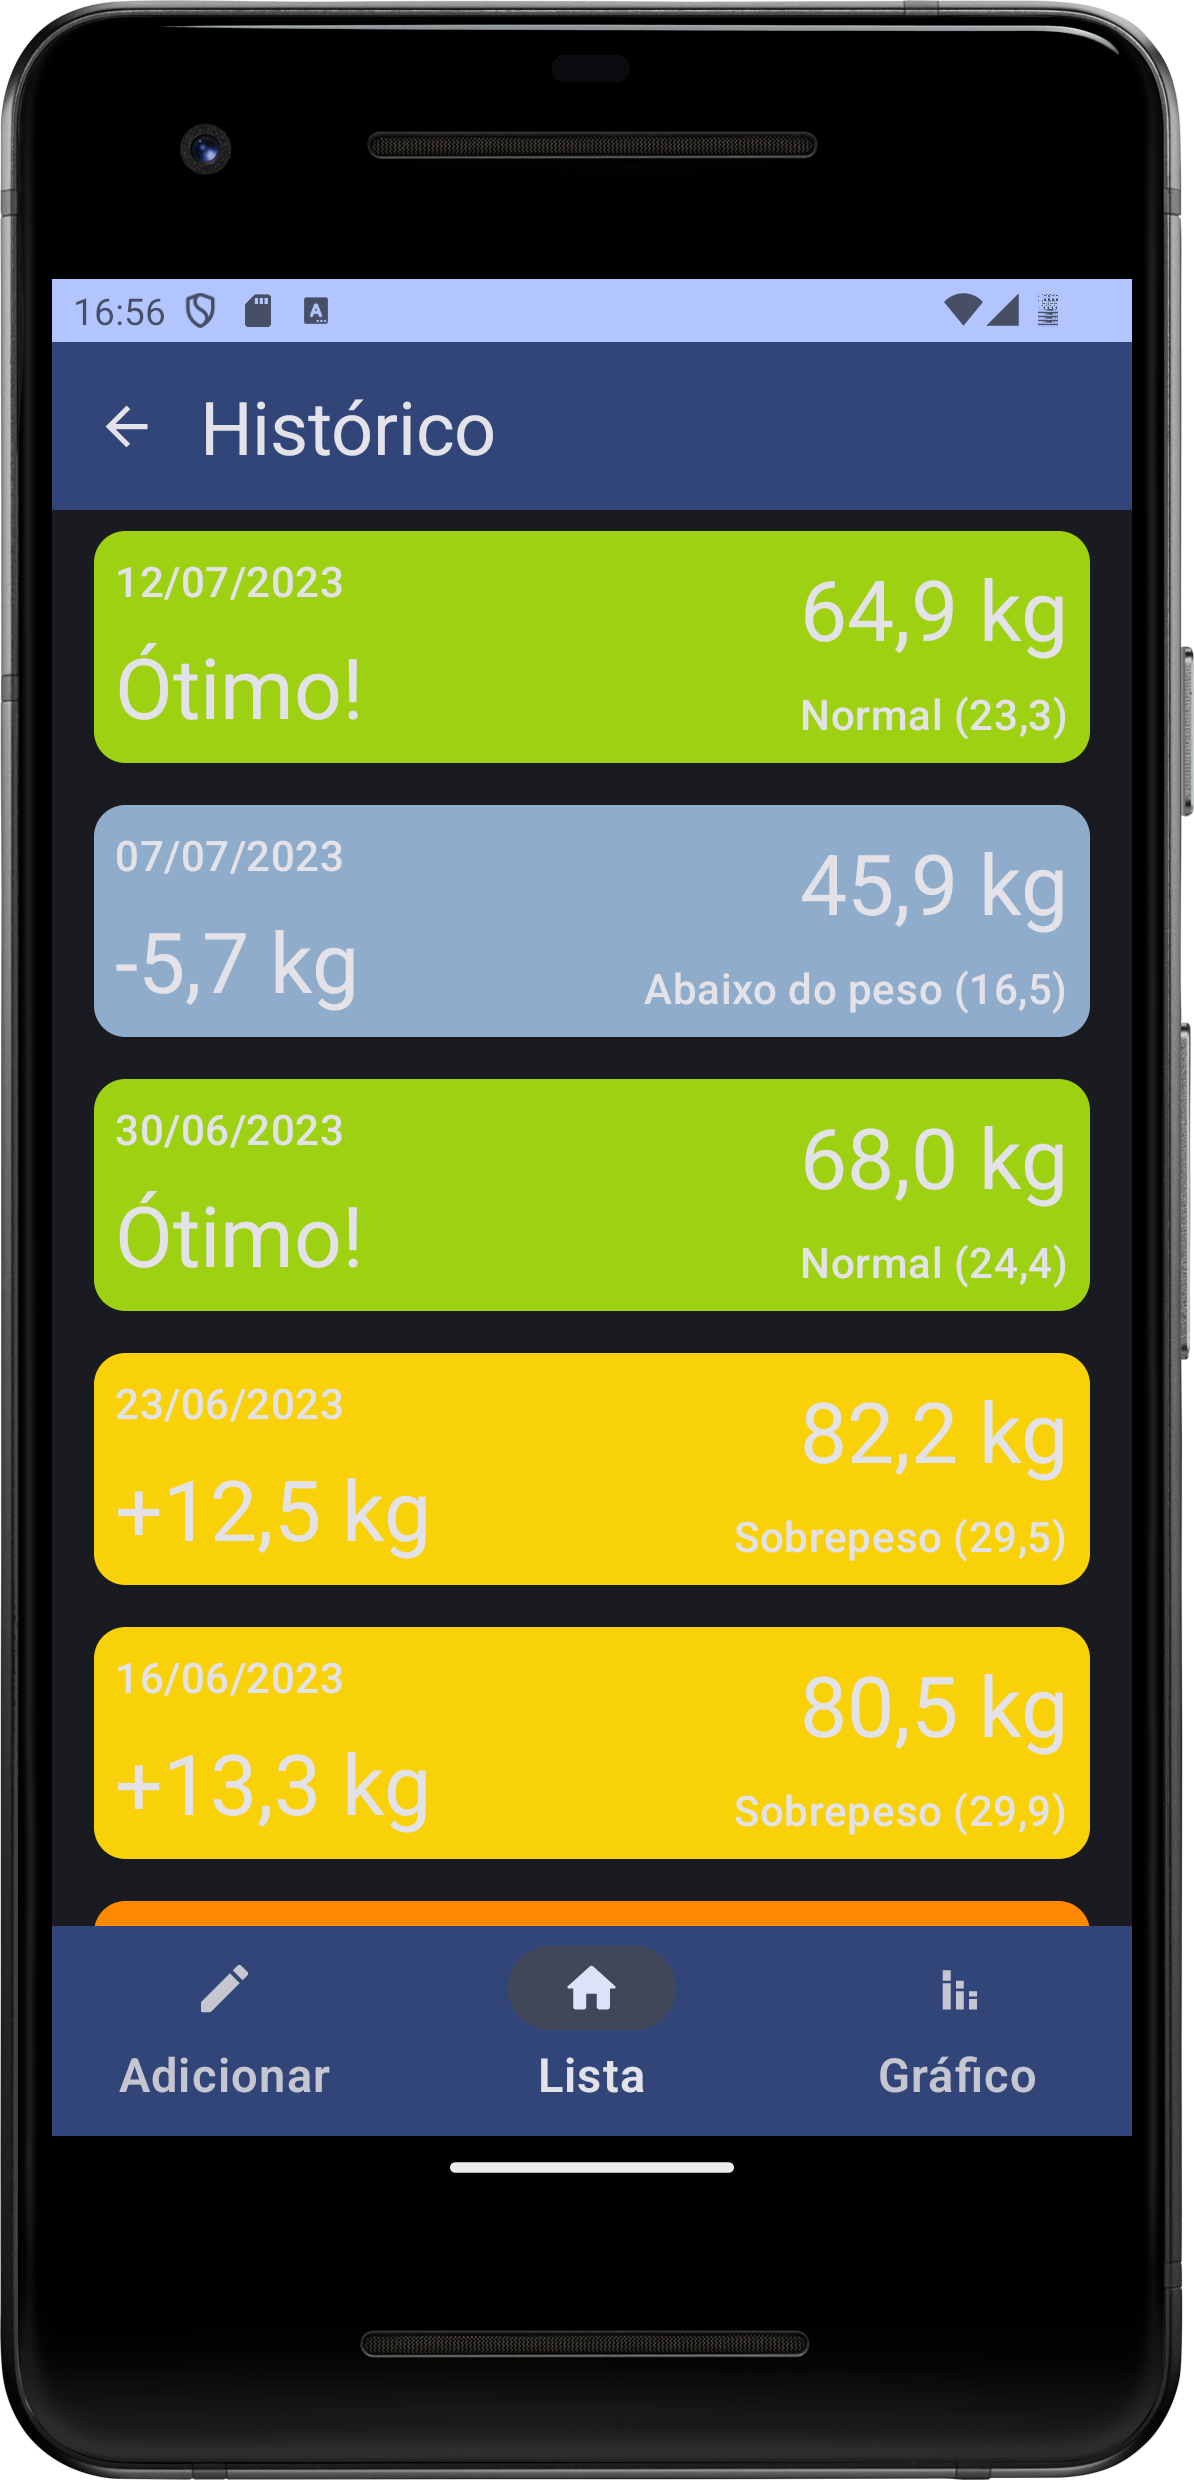 16:56
Histórico
12/07/2023
64,9 kg
Ótimo!
Normal (23,3)
07/07/2023
45,9 kg
-5,7 kg
Abaixo do peso (16,5)
30/06/2023
68,0 kg
Ótimo!
Normal (24,4)
23/06/2023
82,2 kg
+12,5 kg
Sobrepeso (29,5)
16/06/2023
80,5 kg
+13,3 kg
Sobrepeso (29,9)
Adicionar
Lista
Gráfico